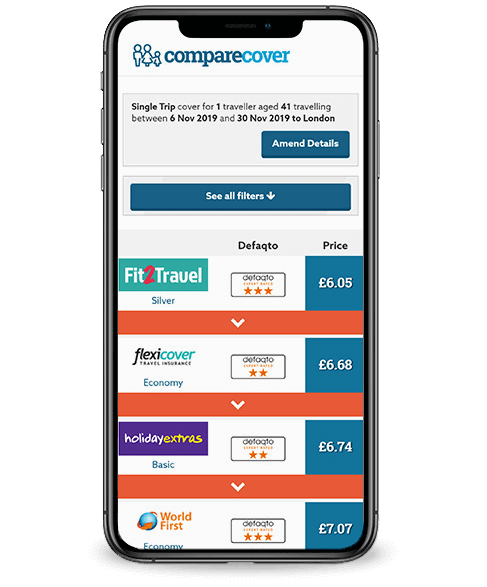 comparecover
Single Trip cover for 1 traveller aged 41 travelling
between 6 Nov 2019 and 30 Nov 2019 to London
Amend Details
See all filters
Defaqto Price
Fit2Travel
Silver
defaqto
EXPERT RATED
£6.05
flexicover
TRAVEL INSURANCE
Economy
defaqto
EXPERT RATED
£6.68
holidayextras
Basic
defaqto
EXPERT RATED
£6.74
World
First
Economy
defaqto
EXPERT RATED
£7.07